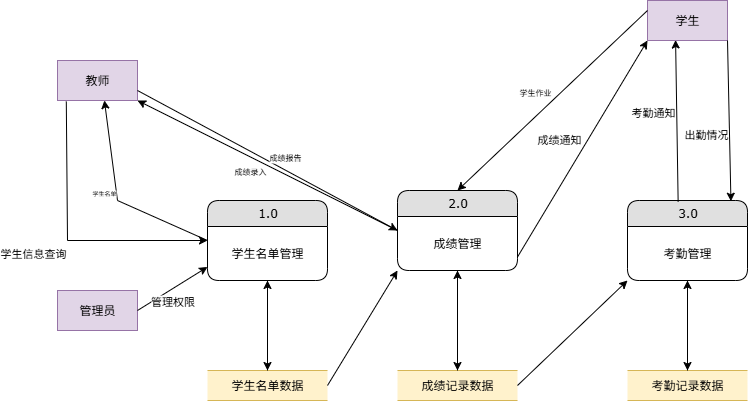 学生
教师
学生作业
考勤通知
出勤情况
成绩通知
成绩报告
成绩录入
学生名单
1.0
2.0
3.0
学生名单管理
成绩管理
考勤管理
学生信息查询
管理员
管理权限
学生名单数据
成绩记录数据
考勤记录数据